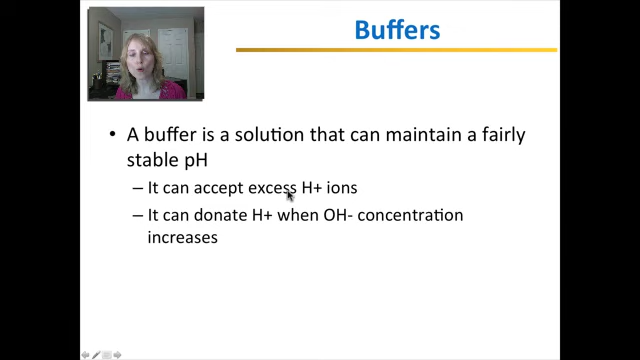 Buffers
• A buffer is a solution that can maintain a fairly
stable pH
– It can accept excess H+ ions
– It can donate H+ when OH- concentration
increases